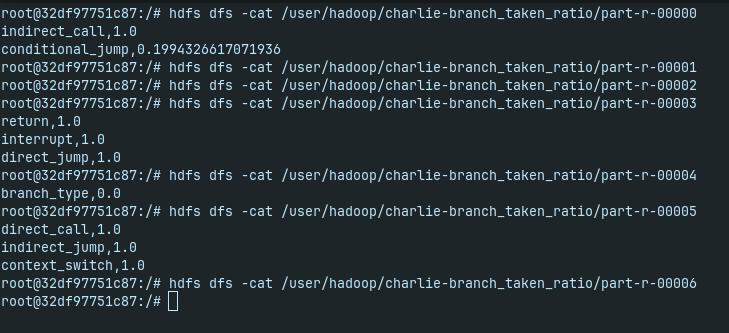 root@32df97751c87:/# hdfs dfs -cat /user/hadoop/charlie-branch_taken_ratio/part-r-00000
indirect_call,1.0
conditional_jump,0.1994326617071936
root@32df97751c87:/# hdfs dfs -cat /user/hadoop/charlie-branch_taken_ratio/part-r-00001
root@32df97751c87:/# hdfs dfs -cat /user/hadoop/charlie-branch_taken_ratio/part-r-00002
root@32df97751c87:/# hdfs dfs -cat /user/hadoop/charlie-branch_taken_ratio/part-r-00003
return,1.0
interrupt,1.0
direct_jump,1.0
root@32df97751c87:/# hdfs dfs -cat /user/hadoop/charlie-branch_taken_ratio/part-r-00004
branch_type,0.0
root@32df97751c87:/# hdfs dfs -cat /user/hadoop/charlie-branch_taken_ratio/part-r-00005
direct_call,1.0
indirect_jump,1.0
context_switch,1.0
root@32df97751c87:/# hdfs dfs -cat /user/hadoop/charlie-branch_taken_ratio/part-r-00006
root@32df97751c87:/#